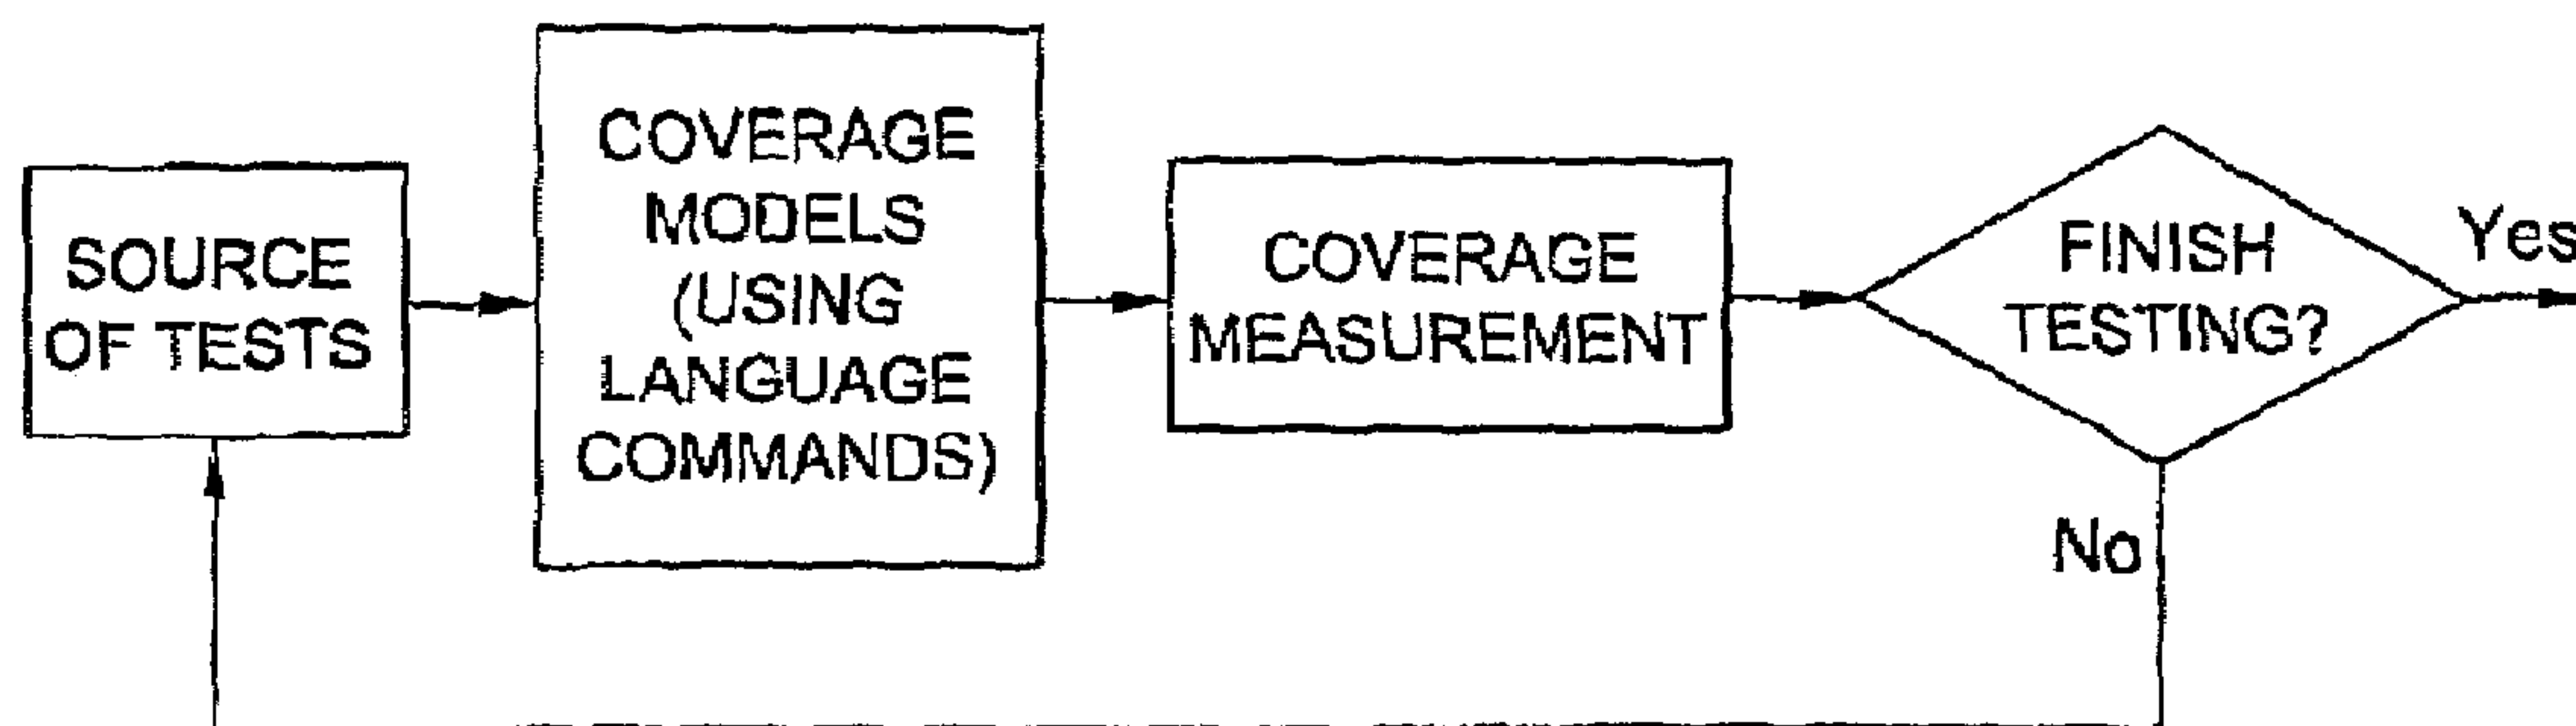 SOURCE
OF TESTS
COVERAGE
MODELS
(USING
LANGUAGE
COMMANDS)
COVERAGE
MEASUREMENT
FINISH
TESTING?
Yes
No